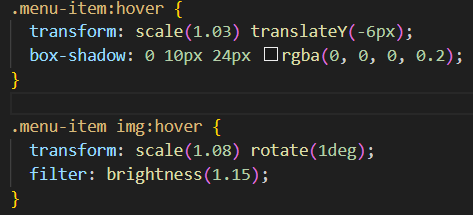 .menu-item:hover {
  transform: scale(1.03) translateY(-6px);
  box-shadow: 0 10px 24px rgba(0, 0, 0, 0.2);
}

.menu-item img:hover {
  transform: scale(1.08) rotate(1deg);
  filter: brightness(1.15);
}